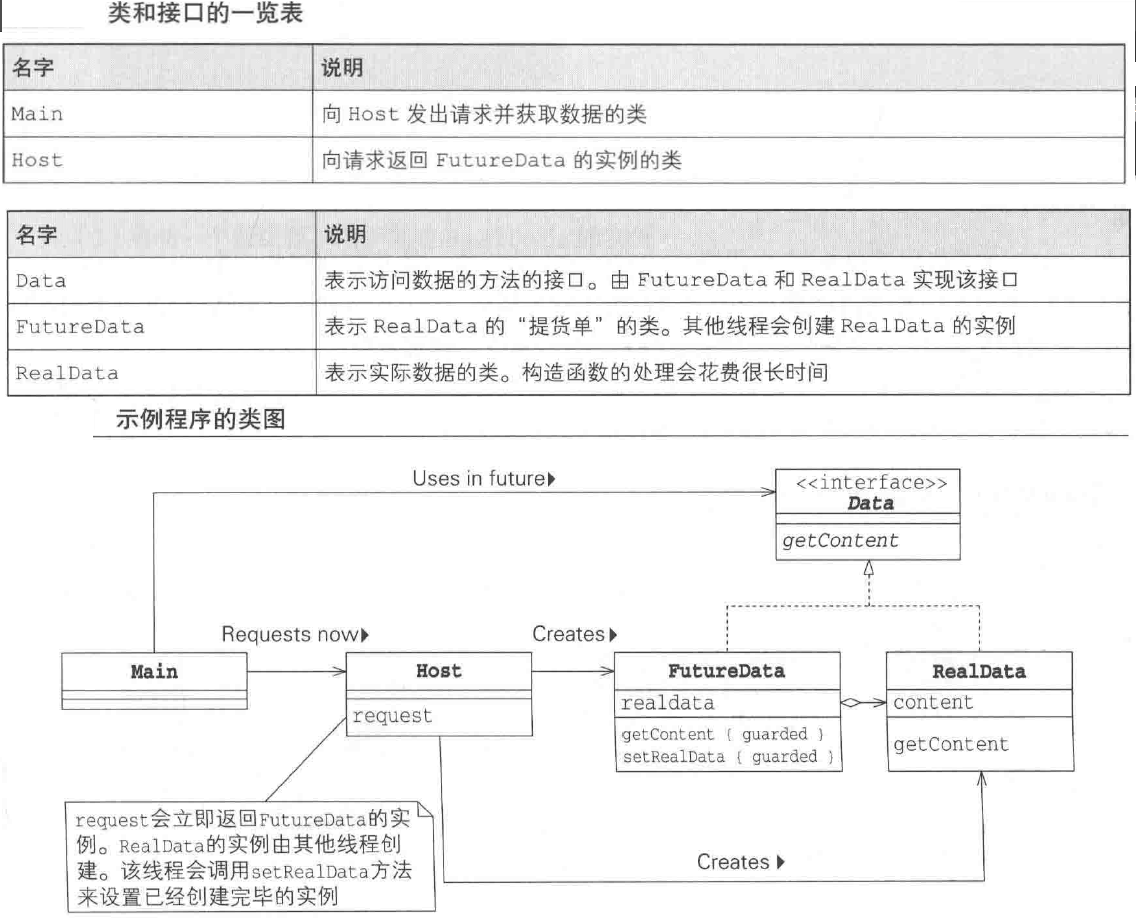 类和接口的一览表
名字 说明
Main 向 Host 发出请求并获取数据的类
Host 向请求返回 FutureData 的实例的类
名字 说明
Data 表示访问数据的方法的接口。由 FutureData 和 RealData 实现该接口
FutureData 表示 RealData 的“提货单”的类。其他线程会创建 RealData 的实例
RealData 表示实际数据的类。构造函数的处理会花费很长时间
示例程序的类图
Uses in future
<<interface>>
Data
getContent
Requests now
Creates
Main
Host
request
FutureData
realdata
getContent { guarded }
setRealData { guarded }
RealData
content
getContent
request会立即返回FutureData的实
例。RealData的实例由其他线程创
建。该线程会调用setRealData方法
来设置已经创建完毕的实例
Creates